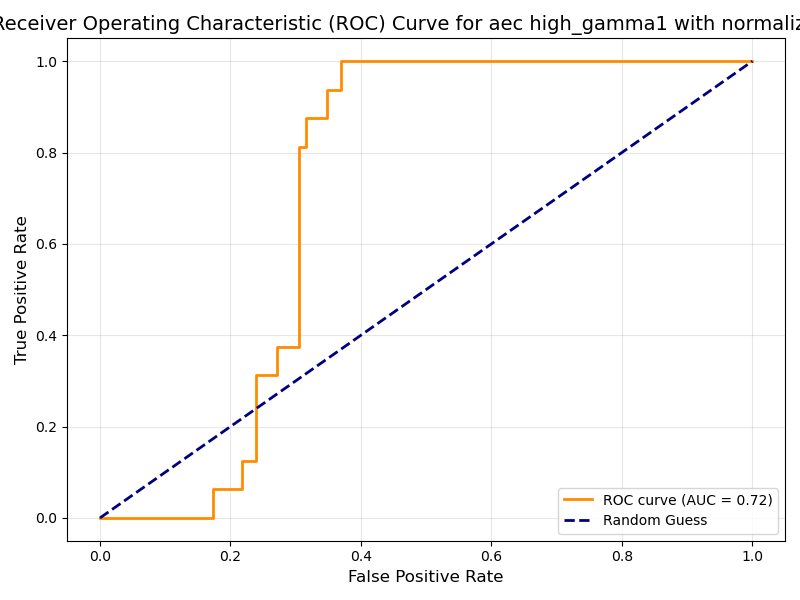 Receiver Operating Characteristic (ROC) Curve for aec high_gamma1 with
1.0
0.8
0.6
0.4
0.2
0.0
True Positive Rate
0.0 0.2 0.4 0.6 0.8 1.0
False Positive Rate
ROC curve (AUC = 0.72)
Random Guess